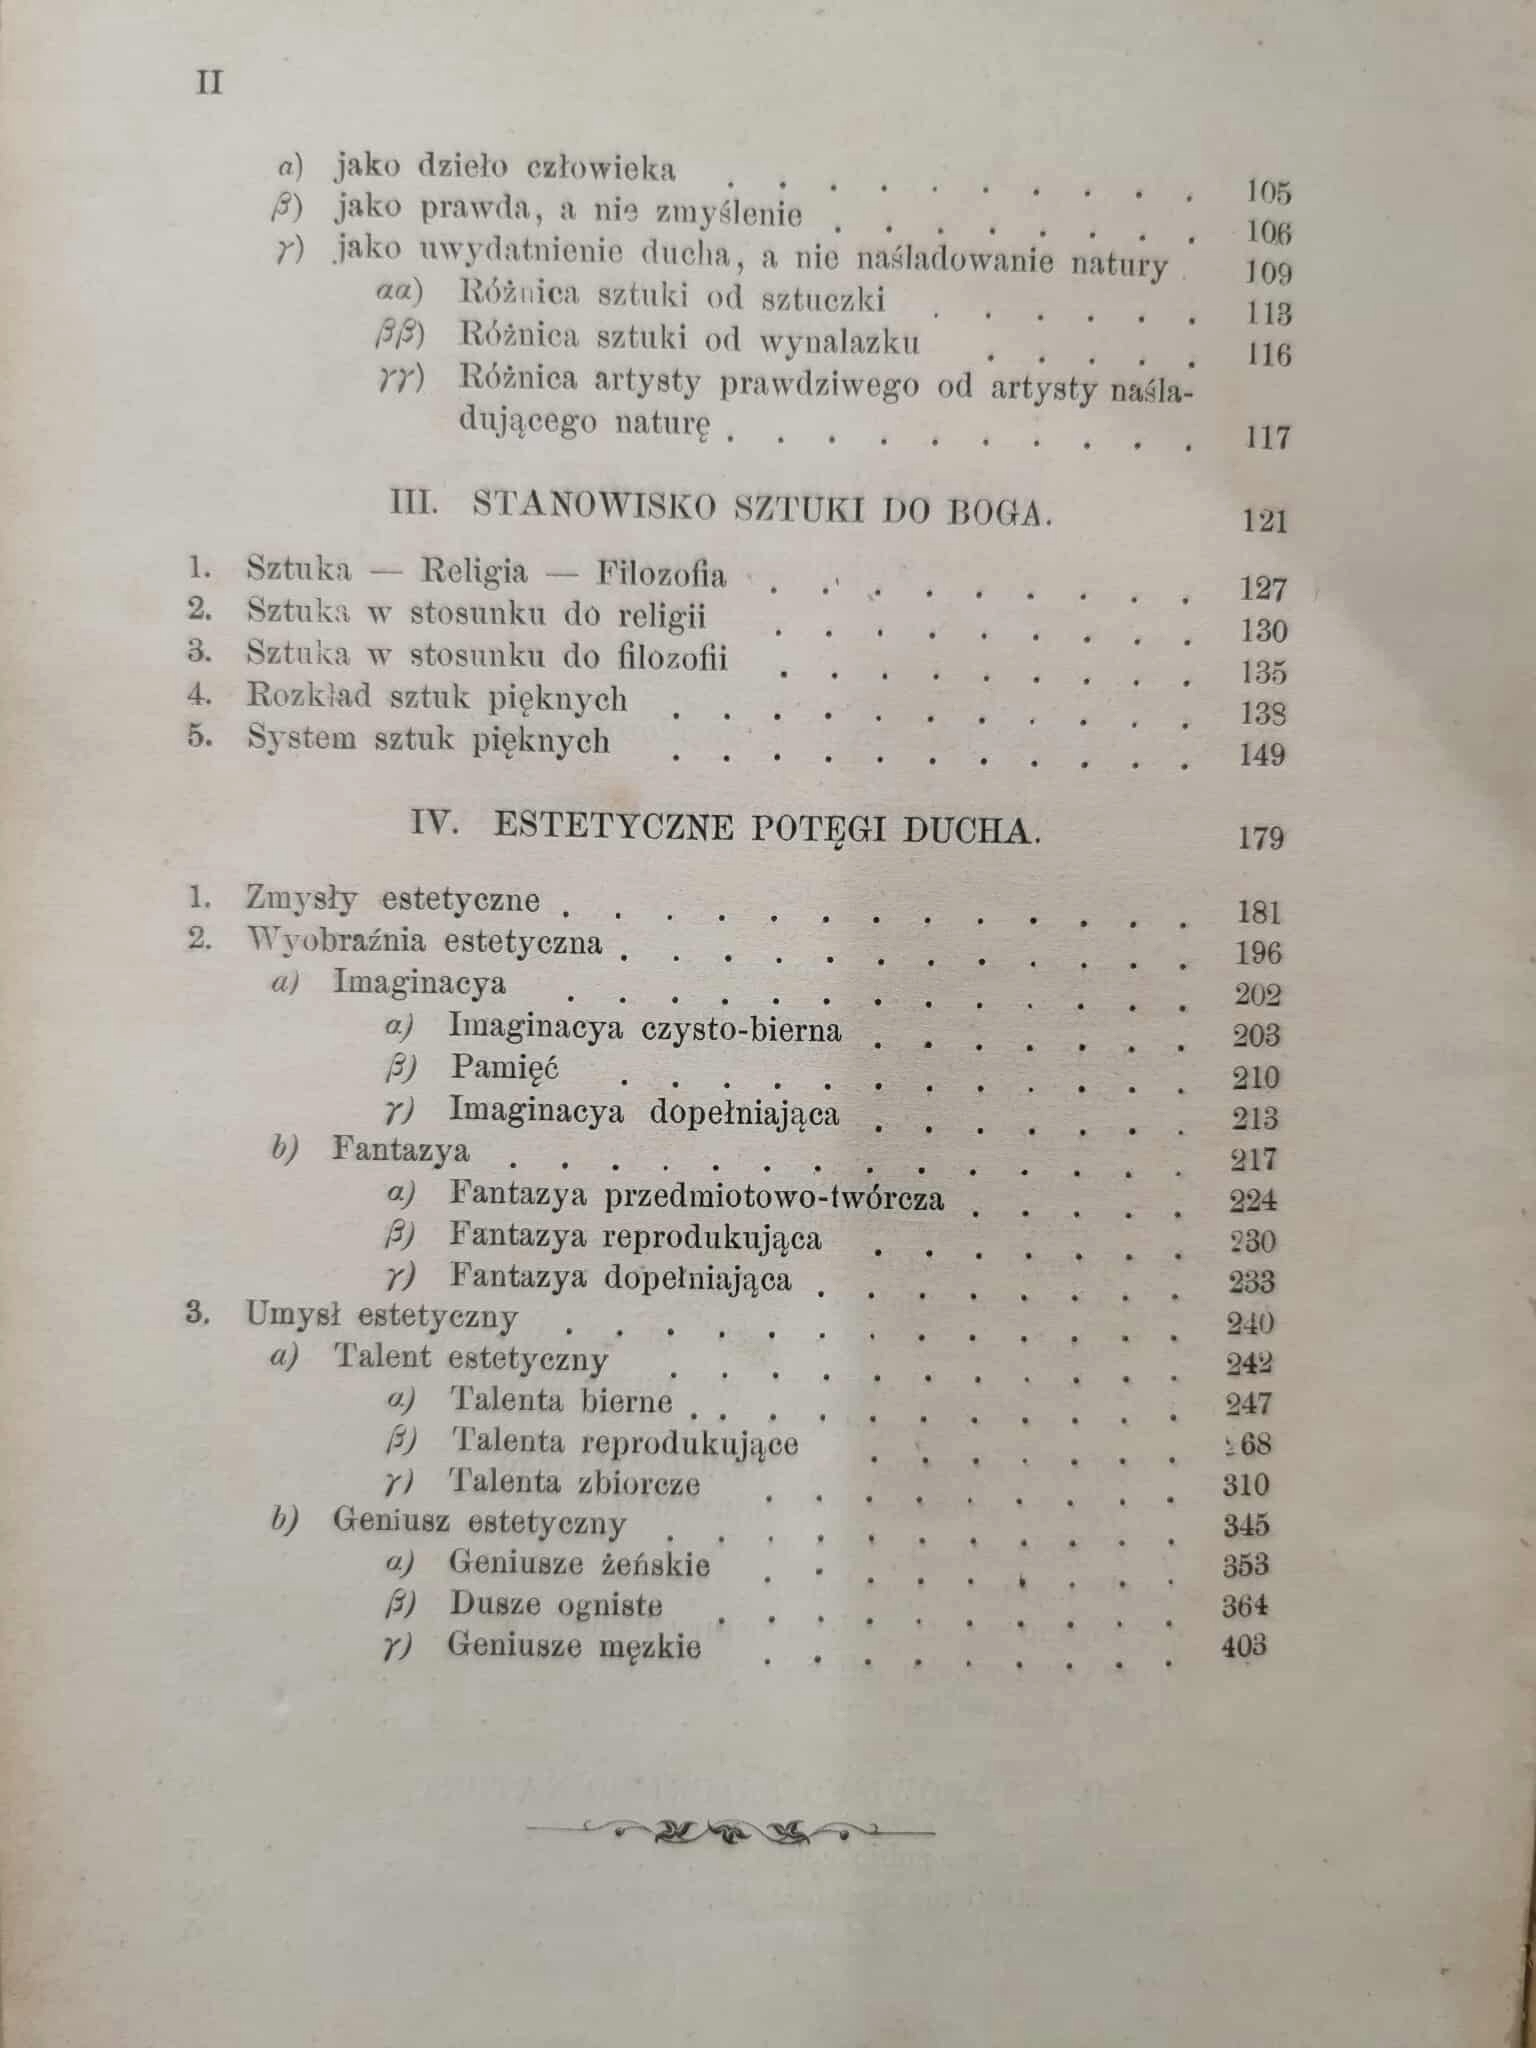 II
α) jako dzieło człowieka . . . . . . . . . . 105
β) jako prawda, a nie zmyślenie . . . . . . . . 106
γ) jako uwydatnienie ducha, a nie naśladowanie natury . 109
αα) Różnica sztuki od sztuczki . . . . . . 113
ββ) Różnica sztuki od wynalazku . . . . . 116
γγ) Różnica artysty prawdziwego od artysty naśla-
dującego naturę . . . . . . . . . . 117
III. STANOWISKO SZTUKI DO BOGA. 121
1. Sztuka — Religia — Filozofia . . . . . . . . . 127
2. Sztuka w stosunku do religii . . . . . . . . . 130
3. Sztuka w stosunku do filozofii . . . . . . . . . 135
4. Rozkład sztuk pięknych . . . . . . . . . . . 138
5. System sztuk pięknych . . . . . . . . . . . 149
IV. ESTETYCZNE POTĘGI DUCHA. 179
1. Zmysły estetyczne . . . . . . . . . . . . . 181
2. Wyobraźnia estetyczna . . . . . . . . . . . . 196
a) Imaginacya . . . . . . . . . . . . . 202
α) Imaginacya czysto-bierna . . . . . . . 203
β) Pamięć . . . . . . . . . . . . 210
γ) Imaginacya dopełniająca . . . . . . . 213
b) Fantazya . . . . . . . . . . . . . . 217
α) Fantazya przedmiotowo-twórcza . . . . . 224
β) Fantazya reprodukująca . . . . . . . 230
γ) Fantazya dopełniająca . . . . . . . . 233
3. Umysł estetyczny . . . . . . . . . . . . . 240
a) Talent estetyczny . . . . . . . . . . . 242
α) Talenta bierne . . . . . . . . . . . 247
β) Talenta reprodukujące . . . . . . . 268
γ) Talenta zbiorcze . . . . . . . . . 310
b) Geniusz estetyczny . . . . . . . . . . . 345
α) Geniusze żeńskie . . . . . . . . . 353
β) Dusze ogniste . . . . . . . . . . 364
γ) Geniusze męzkie . . . . . . . . . 403